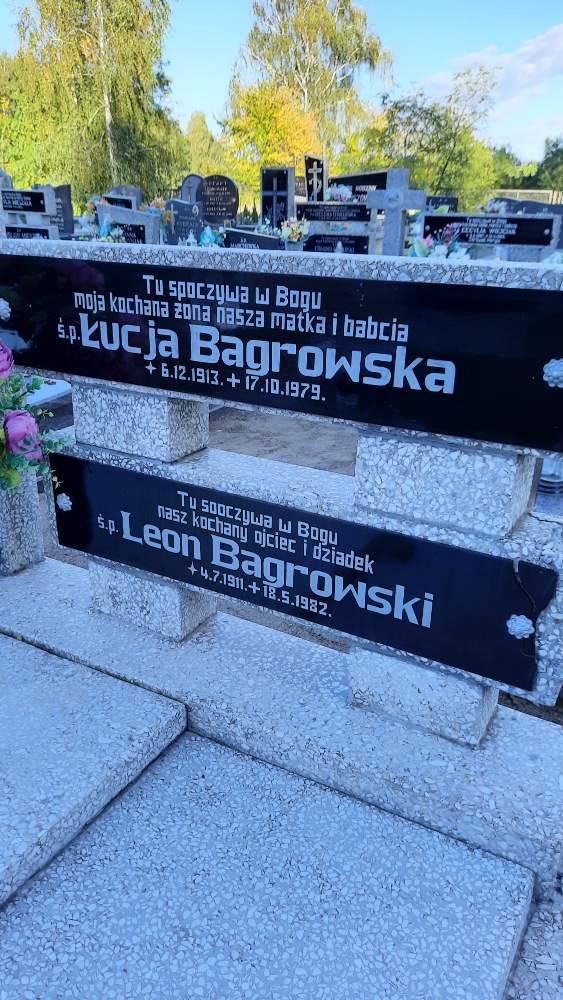 Tu spoczywa w Bogu
moja kochana żona nasza matka i babcia
ś.p. Łucja Bagrowska
6.12.1913. + 17.10.1979.
Tu spoczywa w Bogu
nasz kochany ojciec i dziadek
ś.p. Leon Bagrowski
4.7.1911. + 18.5.1982.